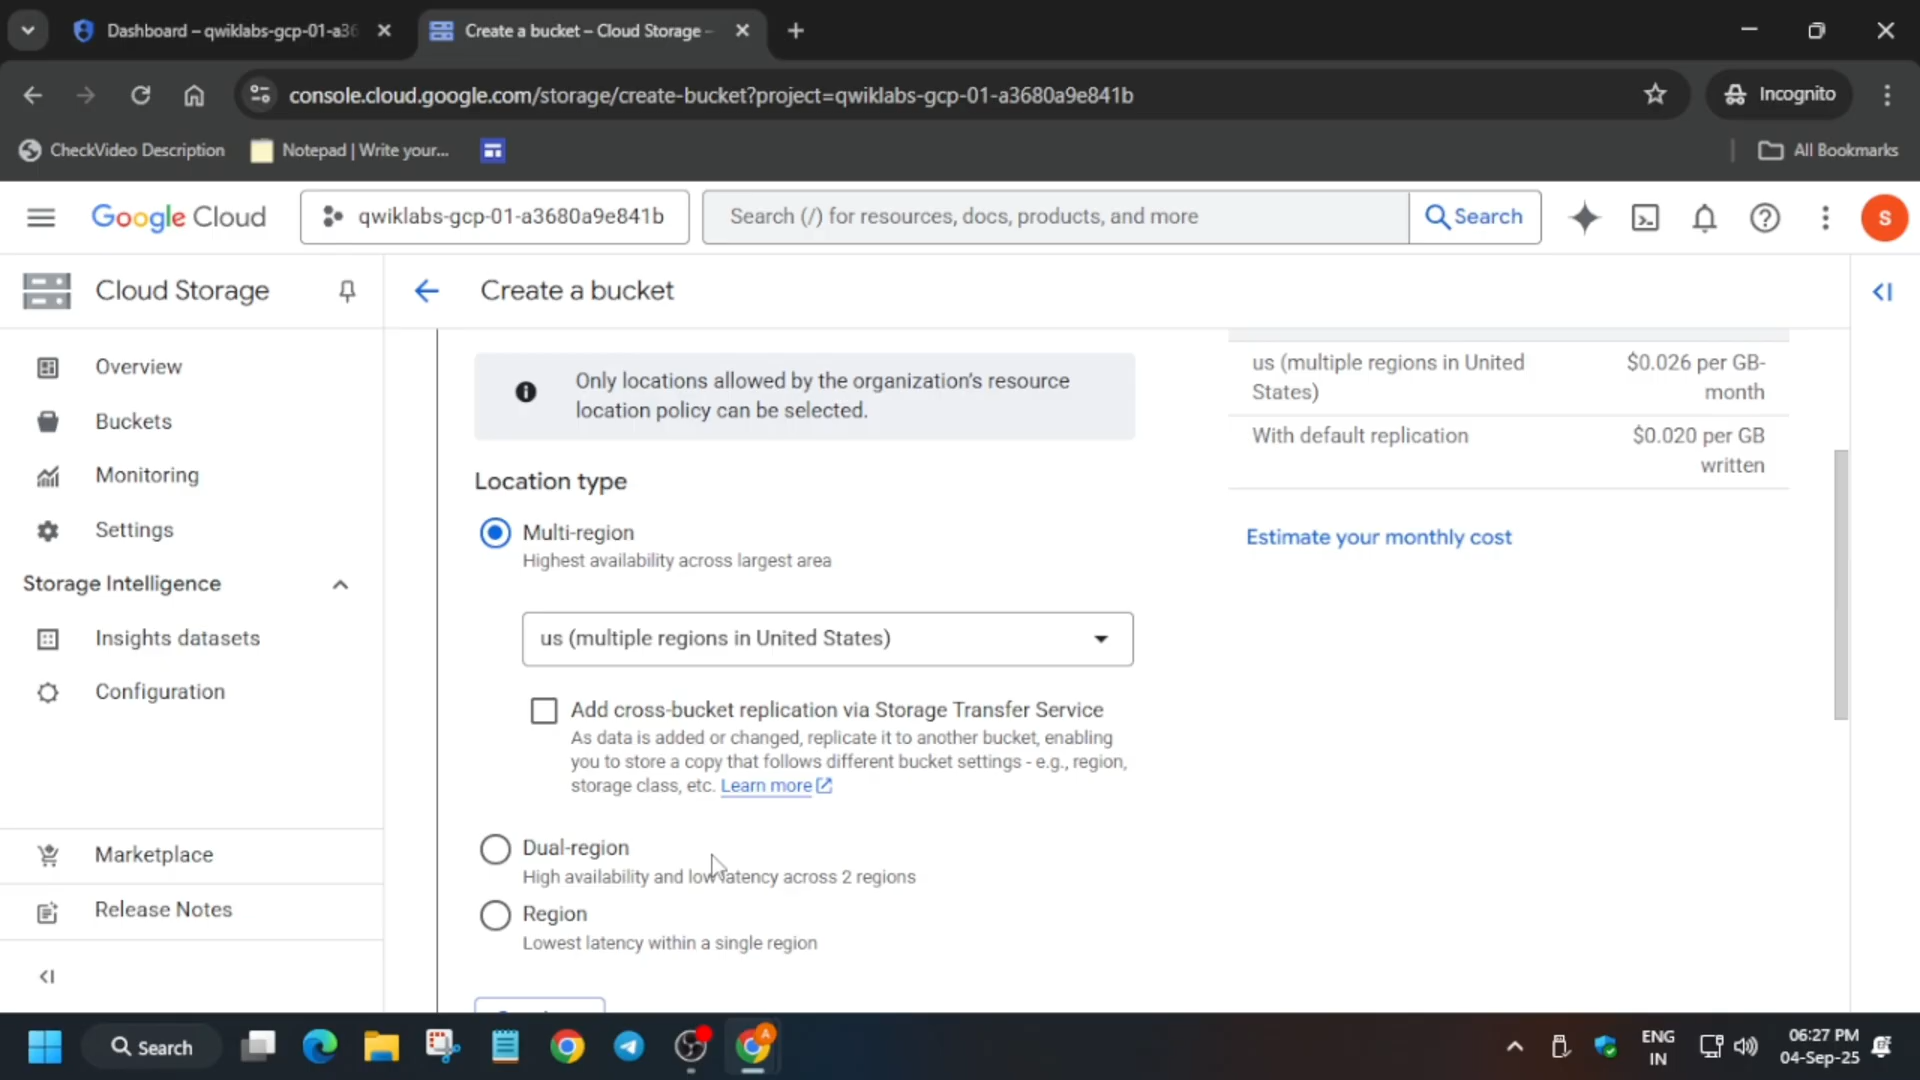 Dashboard – qwiklabs-gcp-01-a36
Create a bucket – Cloud Storage –
console.cloud.google.com/storage/create-bucket?project=qwiklabs-gcp-01-a3680a9e841b
Incognito
CheckVideo Description
Notepad | Write your...
All Bookmarks
Google Cloud
qwiklabs-gcp-01-a3680a9e841b
Search (/) for resources, docs, products, and more
Search
S
Cloud Storage
Create a bucket
Overview
Buckets
Monitoring
Settings
Storage Intelligence
Insights datasets
Configuration
Marketplace
Release Notes
Only locations allowed by the organization's resource
location policy can be selected.
Location type
Multi-region
Highest availability across largest area
us (multiple regions in United States)
Add cross-bucket replication via Storage Transfer Service
As data is added or changed, replicate it to another bucket, enabling
you to store a copy that follows different bucket settings - e.g., region,
storage class, etc. Learn more
Dual-region
High availability and low latency across 2 regions
Region
Lowest latency within a single region
us (multiple regions in United
States)
$0.026 per GB-
month
With default replication
$0.020 per GB
written
Estimate your monthly cost
Search
A
ENG
IN
06:27 PM
04-Sep-25